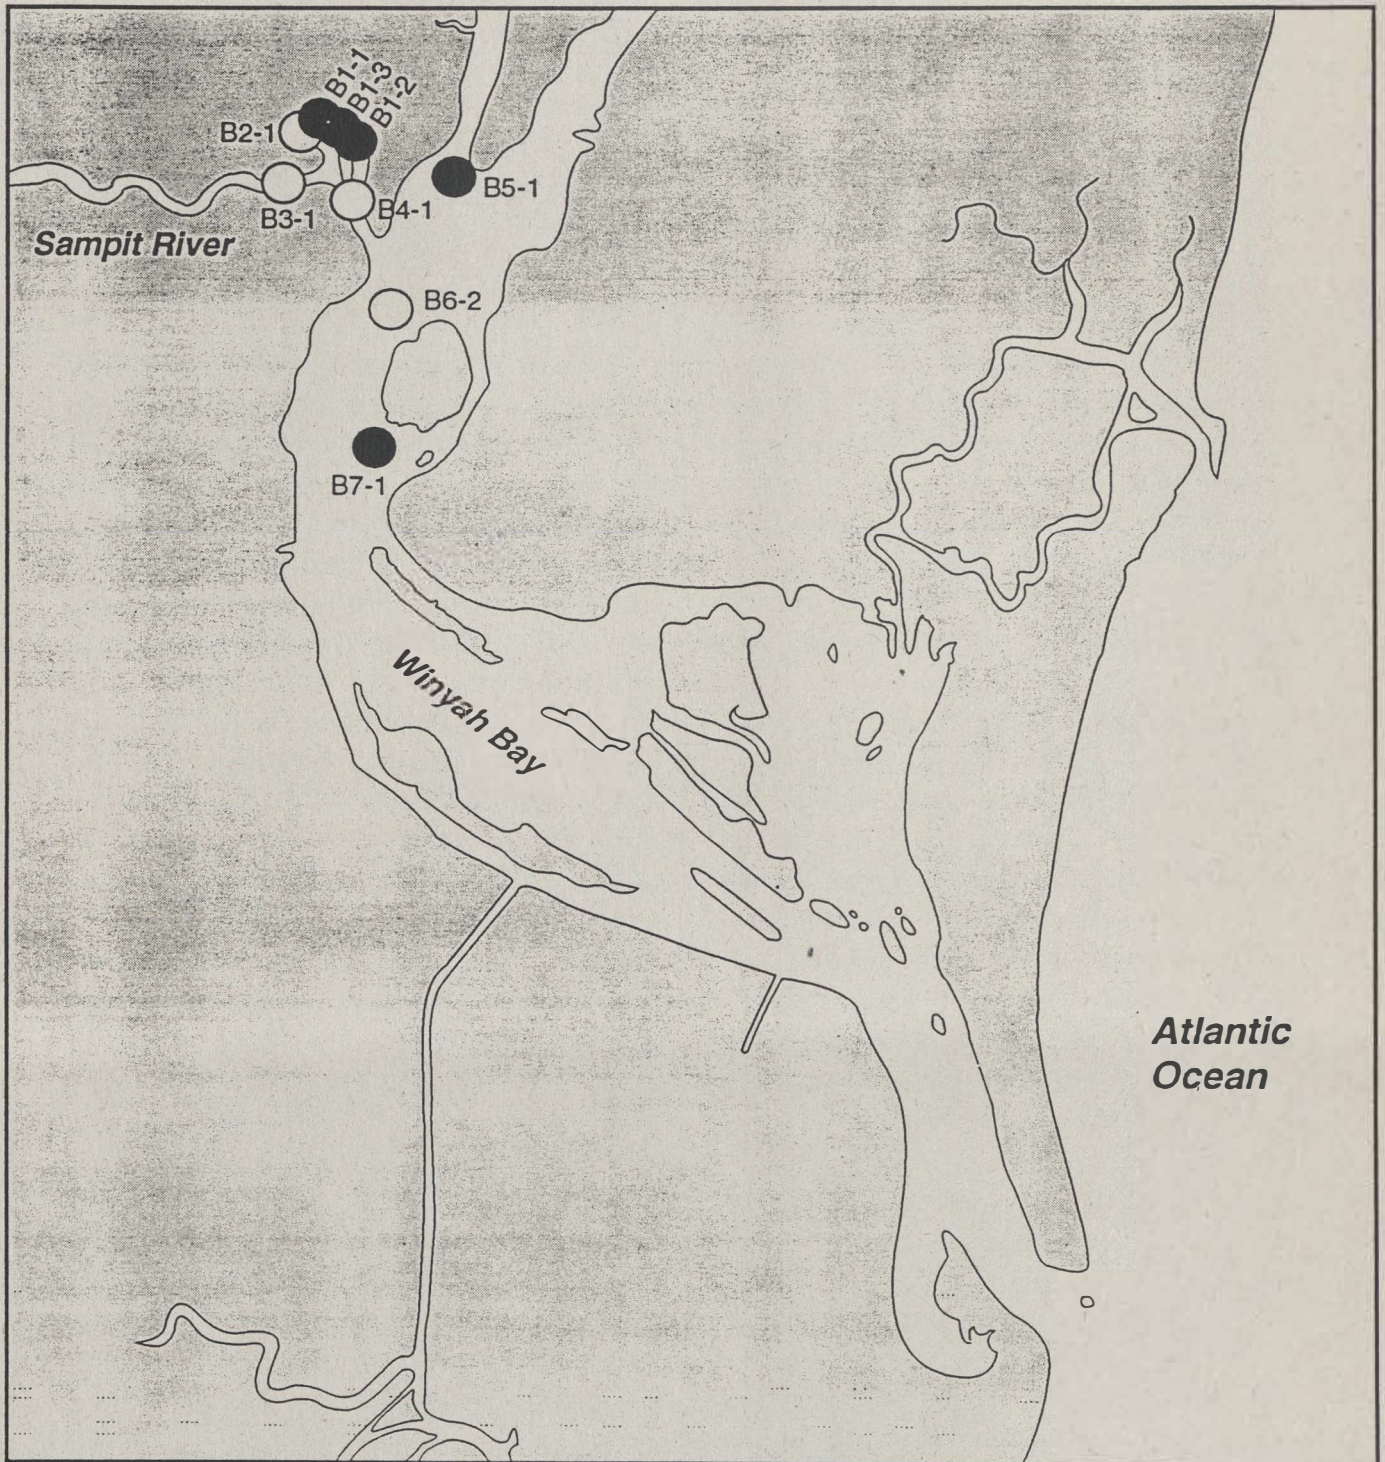 B1-1
B1-3
B1-2
B2-1
B5-1
B3-1
B4-1
Sampit River
B6-2
B7-1
Winyah Bay
Atlantic
Ocean